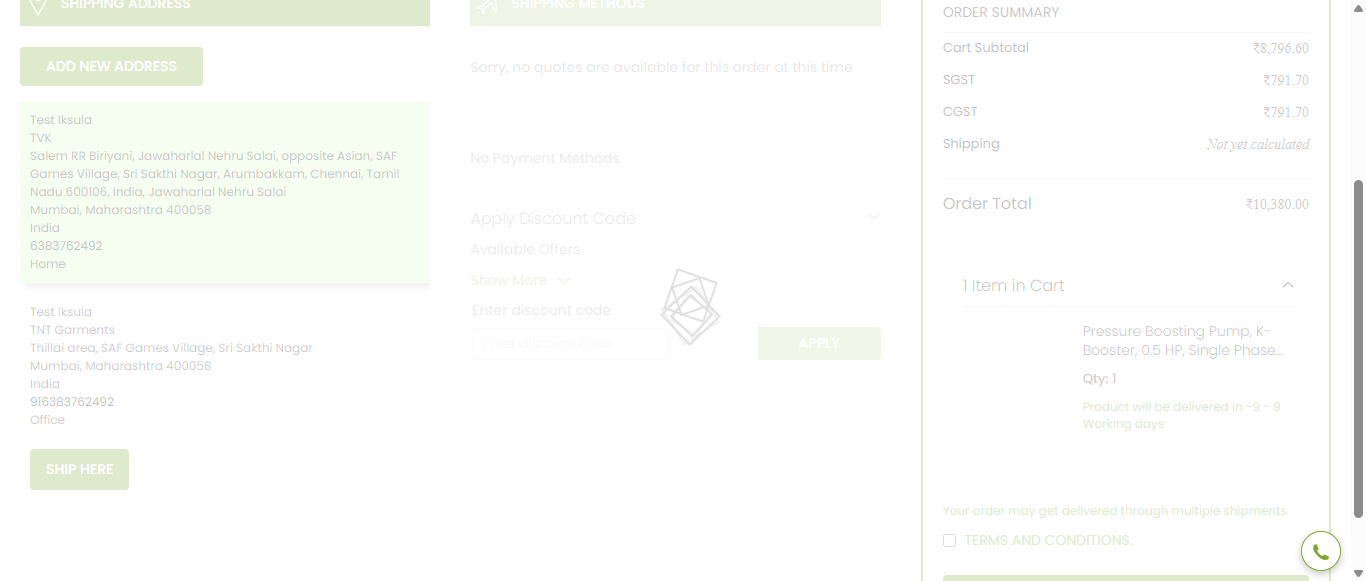 SHIPPING ADDRESS
ADD NEW ADDRESS
Test Iksula
TVK
Salem RR Biriyani, Jawaharlal Nehru Salai, opposite Asian, SAF
Games Village, Sri Sakthi Nagar, Arumbakkam, Chennai, Tamil
Nadu 600106, India, Jawaharlal Nehru Salai
Mumbai, Maharashtra 400058
India
6383762492
Home
Test Iksula
TNT Garments
Thillai area, SAF Games Village, Sri Sakthi Nagar
Mumbai, Maharashtra 400058
India
916383762492
Office
SHIP HERE
SHIPPING METHODS
Sorry, no quotes are available for this order at this time
No Payment Methods
Apply Discount Code
Available Offers
Show More
Enter discount code
Enter discount code
APPLY
ORDER SUMMARY
Cart Subtotal ₹8,796.60
SGST ₹791.70
CGST ₹791.70
Shipping Not yet calculated
Order Total ₹10,380.00
1 Item in Cart
Pressure Boosting Pump, K-
Booster, 0.5 HP, Single Phase...
Qty: 1
Product will be delivered in -9 - 9
Working days
Your order may get delivered through multiple shipments
TERMS AND CONDITIONS.